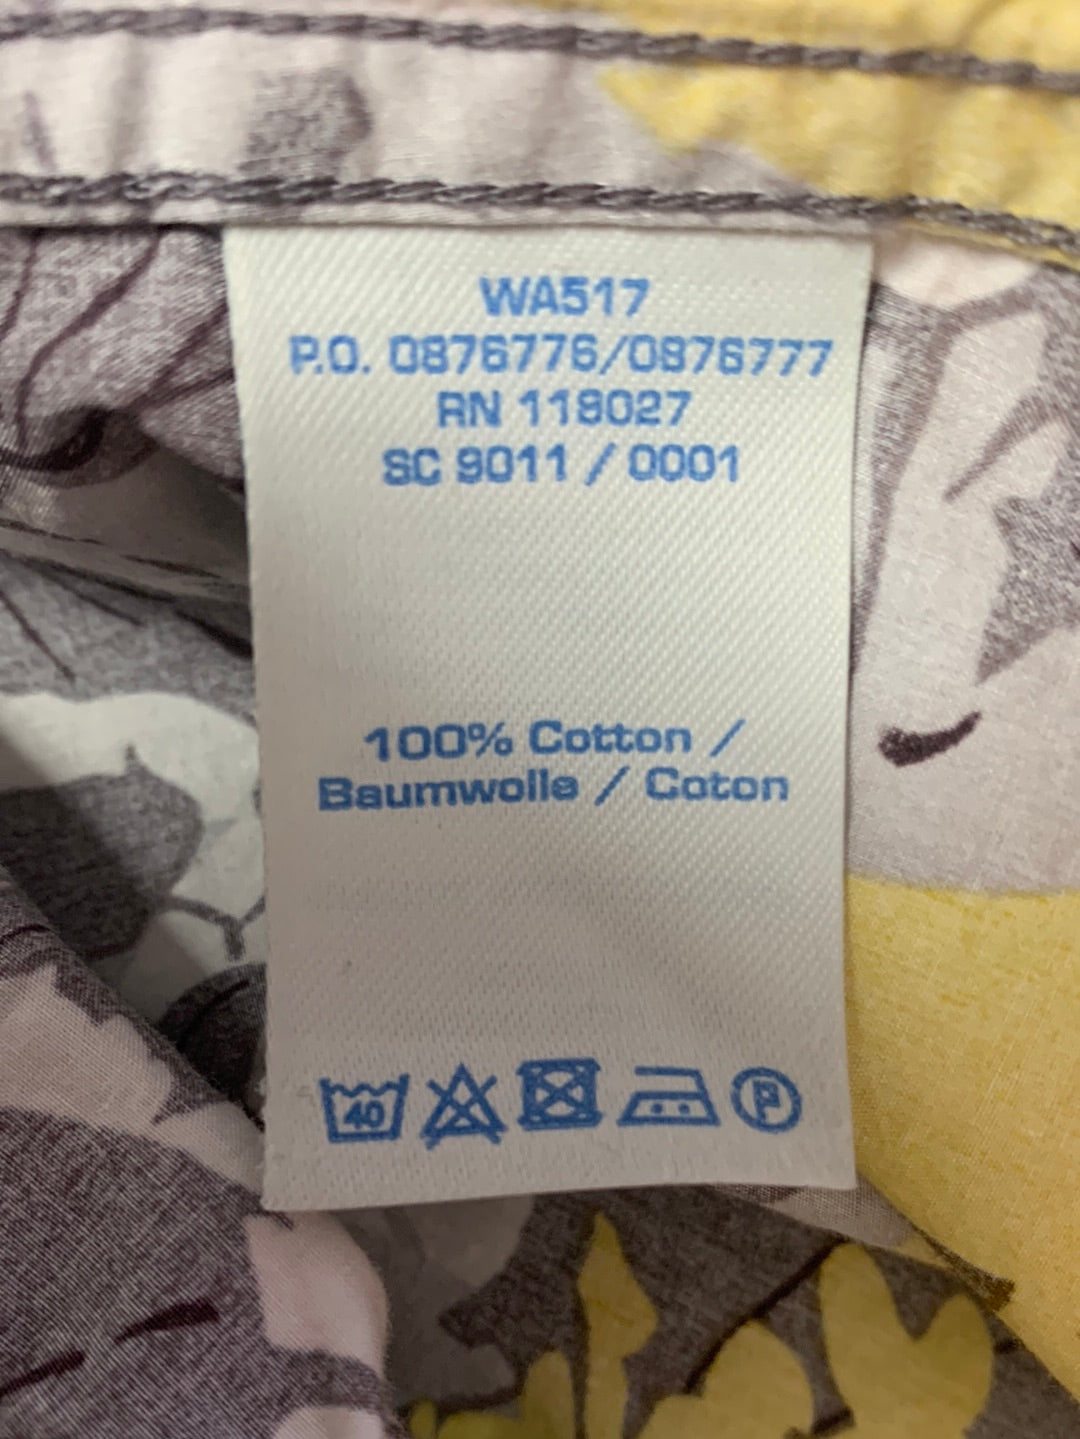 WA517
P.O. 0876776/0876777
RN 118027
SC 9011 / 0001
100% Cotton /
Baumwolle / Coton
40 P